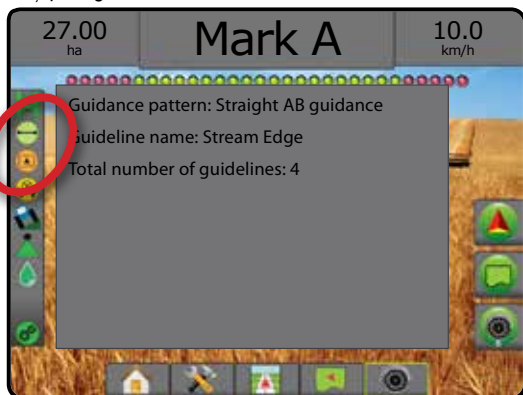 27.00
ha
Mark A
10.0
km/h
Guidance pattern: Straight AB guidance
Guideline name: Stream Edge
Total number of guidelines: 4